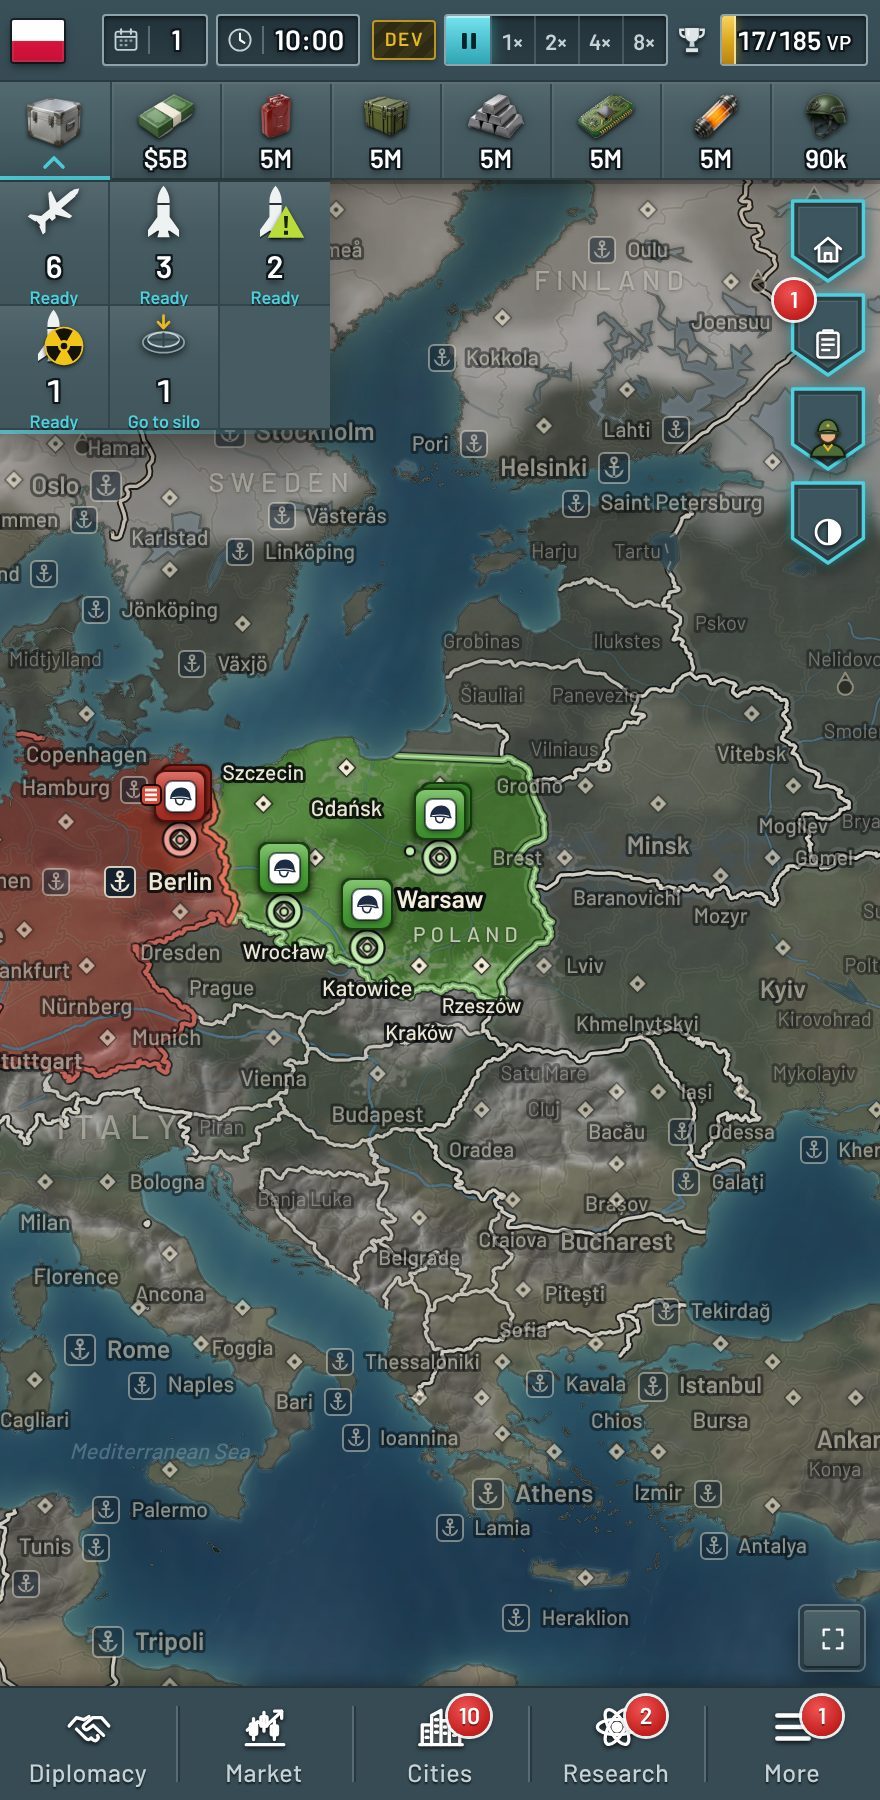 1
10:00
DEV
1×
2×
4×
8×
17/185 VP
$5B
5M
5M
5M
5M
5M
90k
6
Ready
3
Ready
2
Ready
1
Ready
1
Go to silo
1
Oulu
FINLAND
Joensuu
Kokkola
Stockholm
Hamar
Pori
Lahti
Helsinki
Oslo
SWEDEN
Saint Petersburg
Västerås
Karlstad
Linköping
Harju
Tartu
Jönköping
Pskov
Grobinas
Ilukstes
Midtjylland
Växjö
Šiauliai
Vilniaus
Vitebsk
Copenhagen
Szczecin
Hamburg
Grodno
Gdańsk
Mogilev
Minsk
Brest
Gomel
Berlin
Warsaw
Baranovichi
Mozyr
POLAND
Dresden
Wrocław
Lviv
Prague
Katowice
Kyiv
Nürnberg
Rzeszów
Kirovohrad
Khmelnytskyi
Kraków
Munich
Satu Mare
Mykolayiv
Vienna
Iași
Budapest
Cluj
ITALY
Piran
Bacău
Odessa
Oradea
Bologna
Galați
Banja Luka
Brașov
Milan
Craiova
Bucharest
Belgrade
Florence
Ancona
Pitești
Tekirdağ
Sofia
Rome
Foggia
Thessaloniki
Naples
Kavala
Istanbul
Bari
Cagliari
Chios
Bursa
Ioannina
Mediterranean Sea
Konya
Athens
Izmir
Palermo
Lamia
Tunis
Antalya
Heraklion
Tripoli
10
2
1
Diplomacy
Market
Cities
Research
More